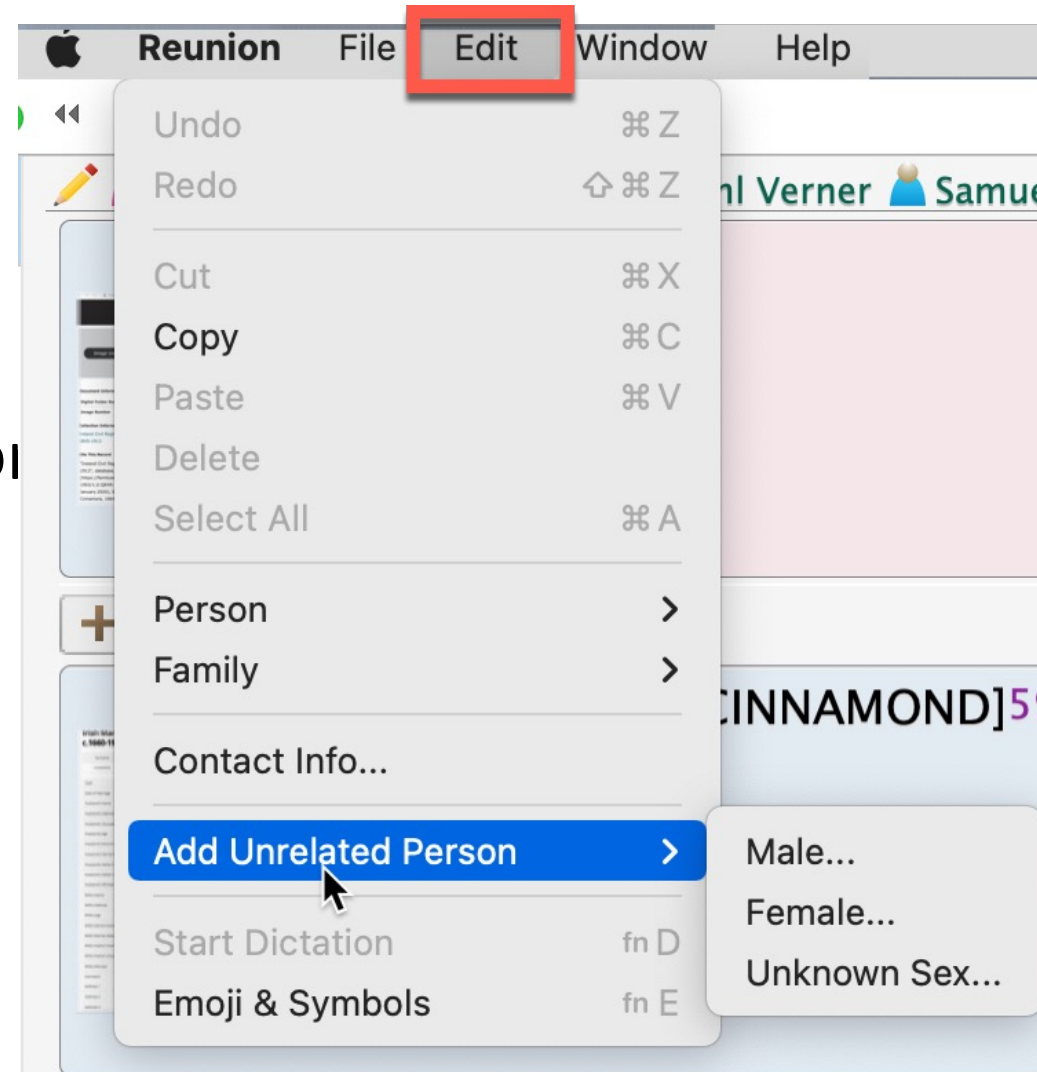 Reunion File Edit Window Help
Undo ⌘ Z
Redo ⇧ ⌘ Z
Verner Samue
Cut ⌘ X
Copy ⌘ C
Paste ⌘ V
Delete
Select All ⌘ A
Person >
Family >
CINNAMOND]5
Contact Info...
Add Unrelated Person >
Male...
Female...
Unknown Sex...
Start Dictation fn D
Emoji & Symbols fn E